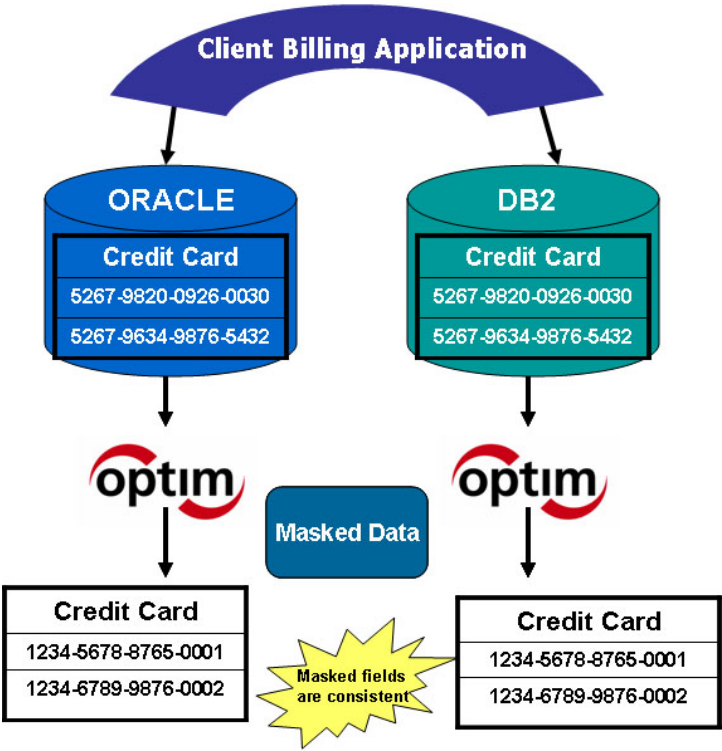 Client Billing Application
ORACLE
Credit Card
5267-9820-0926-0030
5267-9634-9876-5432
DB2
Credit Card
5267-9820-0926-0030
5267-9634-9876-5432
optim
optim
Masked Data
Credit Card
1234-5678-8765-0001
1234-6789-9876-0002
Masked fields
are consistent
Credit Card
1234-5678-8765-0001
1234-6789-9876-0002